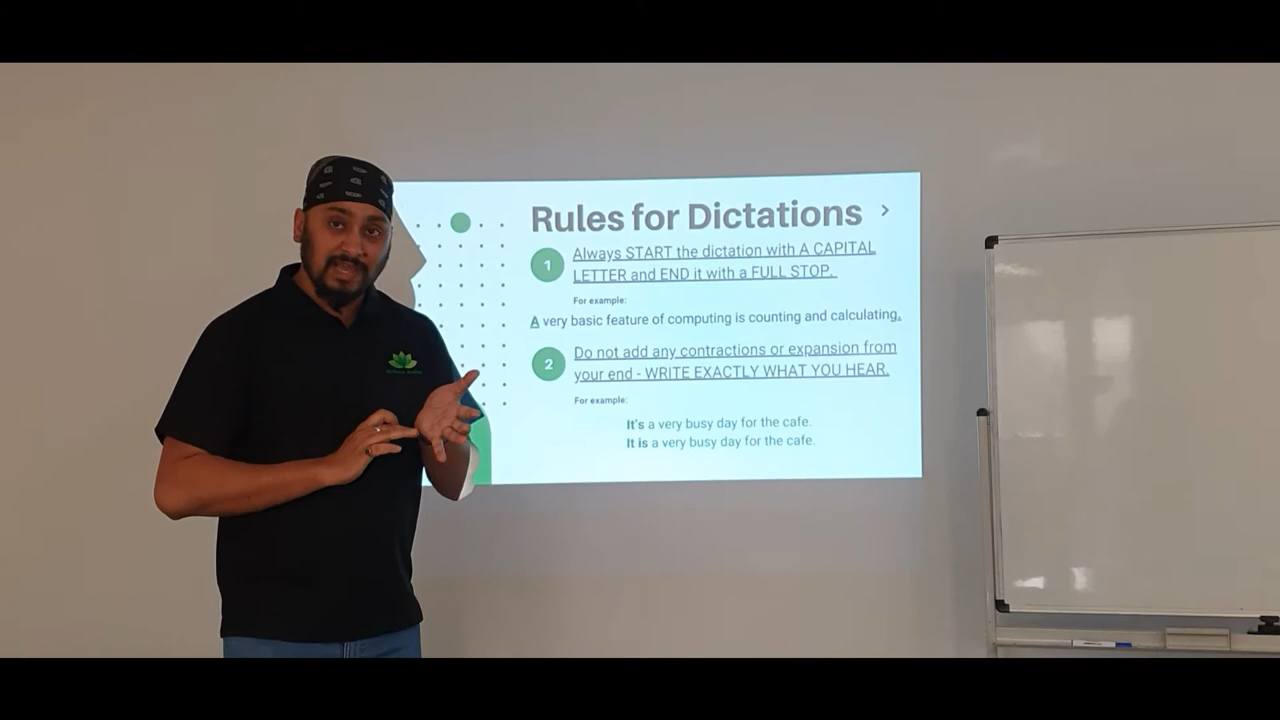 Rules for Dictations
1
Always START the dictation with A CAPITAL
LETTER and END it with a FULL STOP.
For example:
A very basic feature of computing is counting and calculating.
2
Do not add any contractions or expansion from
your end - WRITE EXACTLY WHAT YOU HEAR.
For example:
It's a very busy day for the cafe.
It is a very busy day for the cafe.